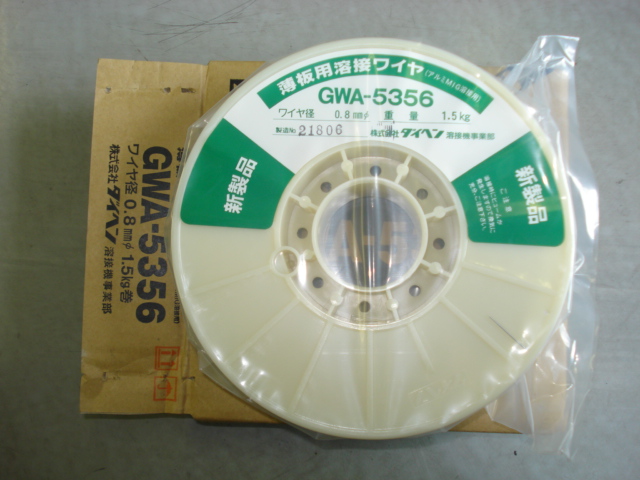 薄板用溶接ワイヤ(アルミMIG溶接用)
GWA-5356
ワイヤ径 0.8mmφ 重量 1.5kg
製造No 21806 株式会社 ダイヘン 溶接機事業部
新製品
新製品
ご注意
GWA-5356
ワイヤ径 0.8mmφ 1.5kg巻
株式会社 ダイヘン 溶接機事業部